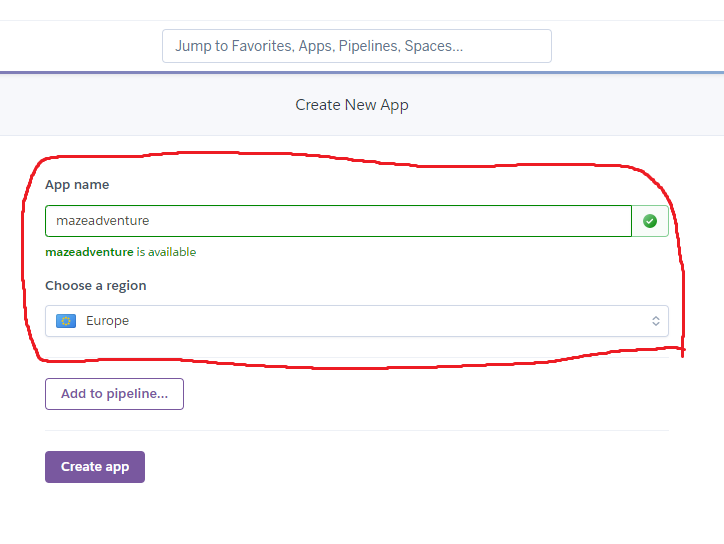 Jump to Favorites, Apps, Pipelines, Spaces...
Create New App
App name
mazeadventure
mazeadventure is available
Choose a region
Europe
Add to pipeline...
Create app